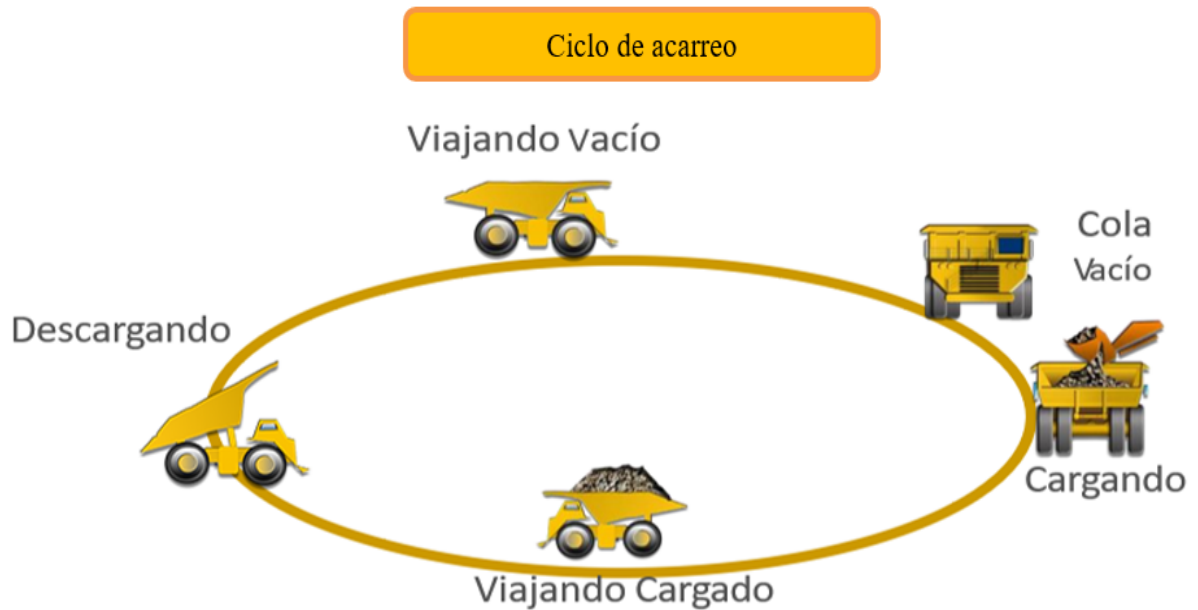 Ciclo de acarreo
Viajando Vacío
Cola
Vacío
Descargando
Cargando
Viajando Cargado